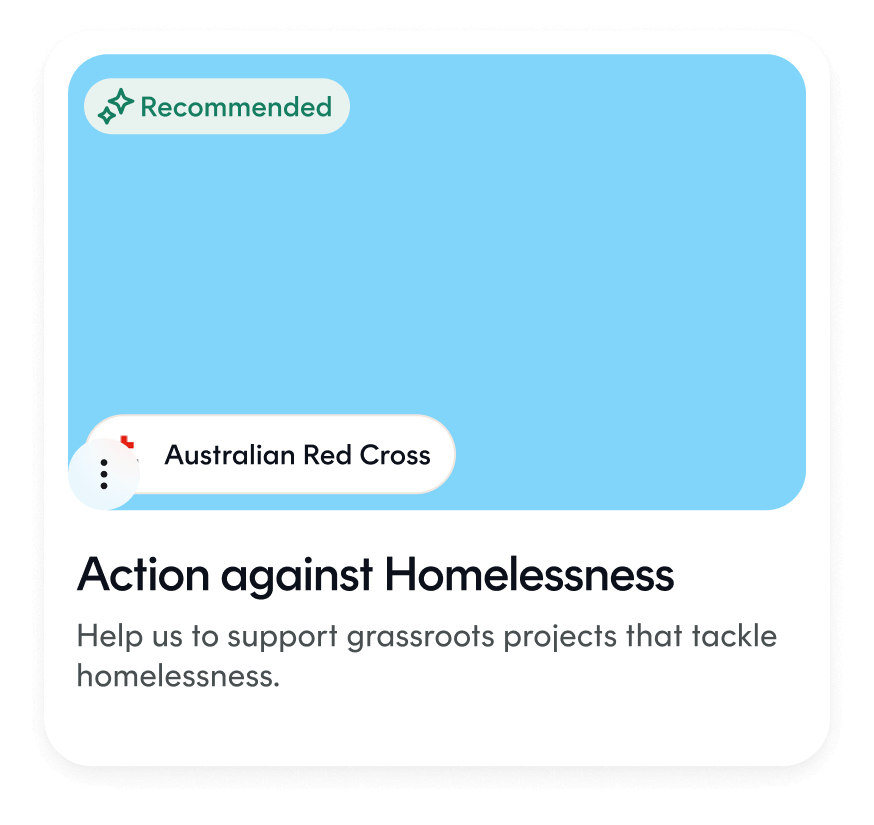 Recommended
Australian Red Cross
Action against Homelessness
Help us to support grassroots projects that tackle
homelessness.